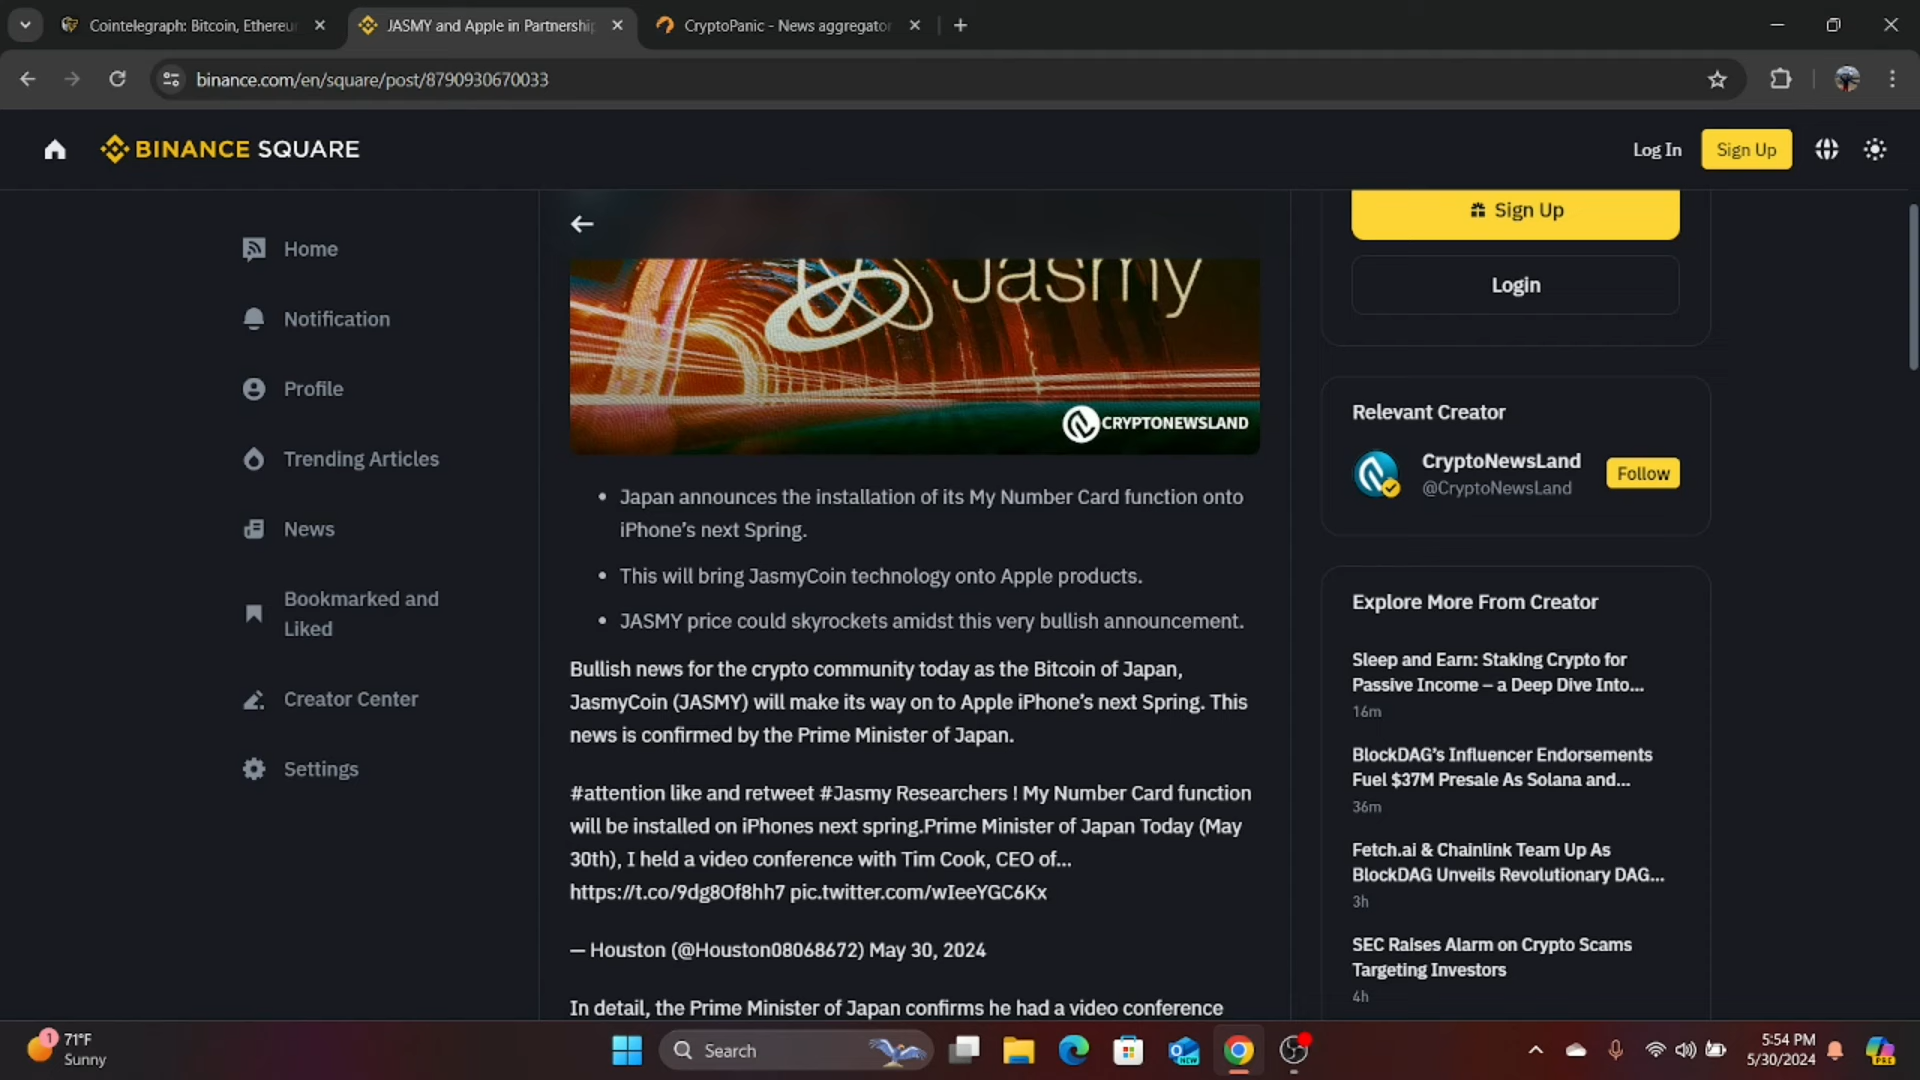 Cointelegraph: Bitcoin, Ethereu
JASMY and Apple in Partnershi
CryptoPanic - News aggregator
binance.com/en/square/post/8790930670033
BINANCE SQUARE
Log In
Sign Up
Home
Notification
Profile
Trending Articles
News
Bookmarked and
Liked
Creator Center
Settings
Jasmy
CRYPTONEWSLAND
• Japan announces the installation of its My Number Card function onto
iPhone's next Spring.
• This will bring JasmyCoin technology onto Apple products.
• JASMY price could skyrockets amidst this very bullish announcement.
Bullish news for the crypto community today as the Bitcoin of Japan,
JasmyCoin (JASMY) will make its way on to Apple iPhone's next Spring. This
news is confirmed by the Prime Minister of Japan.
#attention like and retweet #Jasmy Researchers ! My Number Card function
will be installed on iPhones next spring.Prime Minister of Japan Today (May
30th), I held a video conference with Tim Cook, CEO of...
https://t.co/9dg8Of8hh7 pic.twitter.com/wIeeYGC6Kx
— Houston (@Houston08068672) May 30, 2024
In detail, the Prime Minister of Japan confirms he had a video conference
Sign Up
Login
Relevant Creator
CryptoNewsLand
@CryptoNewsLand
Follow
Explore More From Creator
Sleep and Earn: Staking Crypto for
Passive Income – a Deep Dive Into...
16m
BlockDAG's Influencer Endorsements
Fuel $37M Presale As Solana and...
36m
Fetch.ai & Chainlink Team Up As
BlockDAG Unveils Revolutionary DAG...
3h
SEC Raises Alarm on Crypto Scams
Targeting Investors
4h
1
71°F
Sunny
Search
NEW
5:54 PM
5/30/2024
PRE